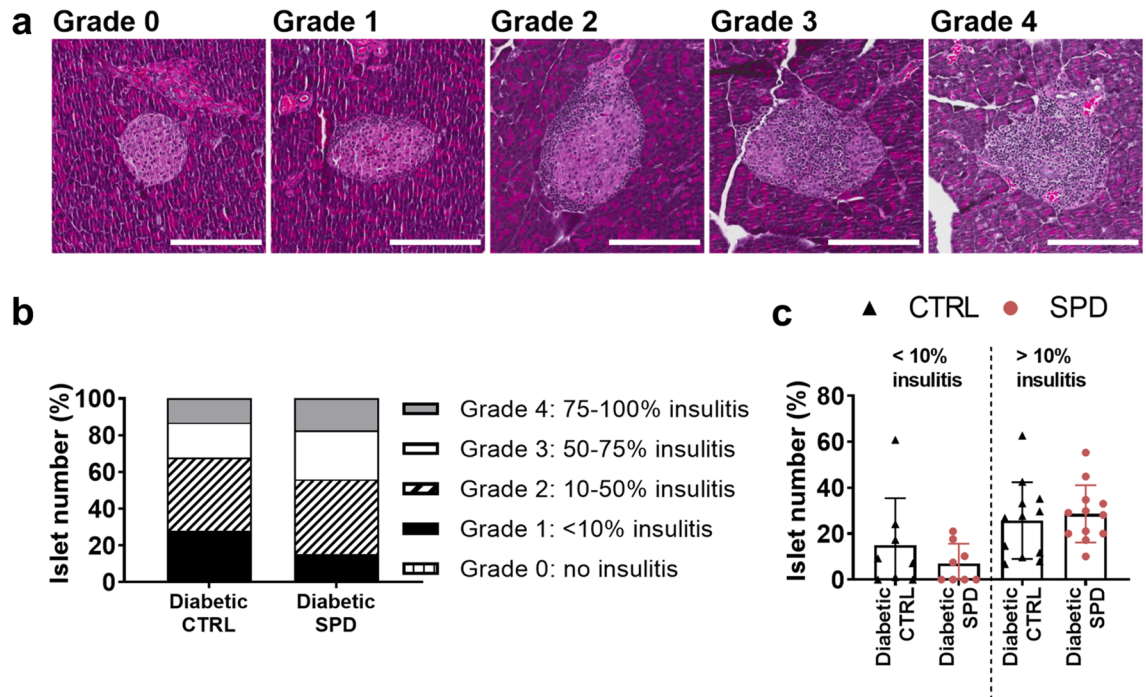 a
Grade 0
Grade 1
Grade 2
Grade 3
Grade 4
b
Islet number (%)
100
80
60
40
20
0
Diabetic
CTRL
Diabetic
SPD
Grade 4: 75-100% insulitis
Grade 3: 50-75% insulitis
Grade 2: 10-50% insulitis
Grade 1: <10% insulitis
Grade 0: no insulitis
c
CTRL
SPD
< 10%
insulitis
> 10%
insulitis
Islet number (%)
80
60
40
20
0
Diabetic
CTRL
Diabetic
SPD
Diabetic
CTRL
Diabetic
SPD